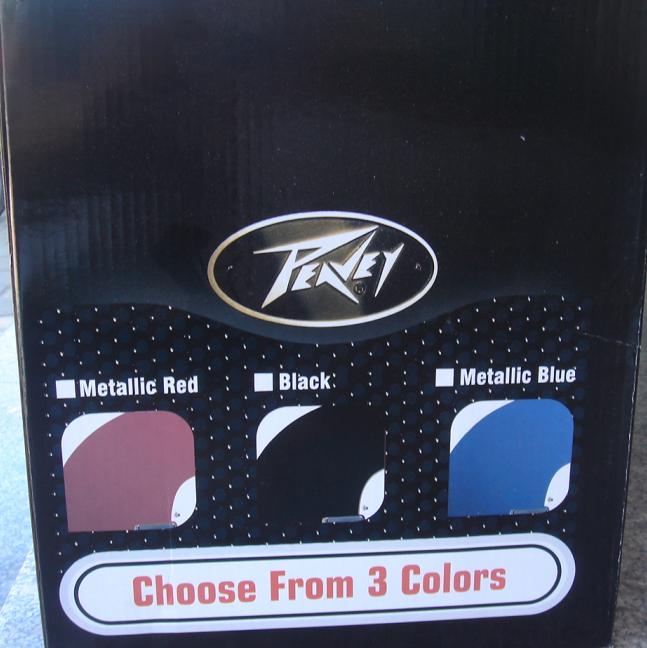 PEAVEY
Metallic Red
Black
Metallic Blue
Choose From 3 Colors